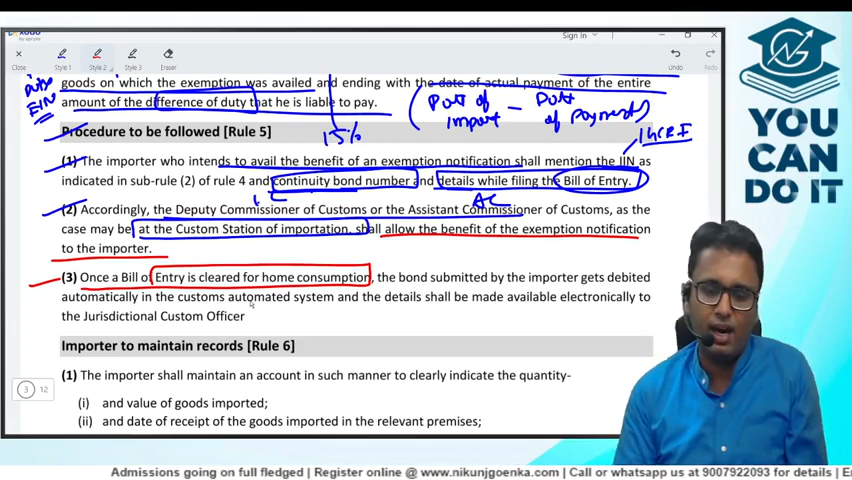 Sign In
Close
Style 1
Style 2
Style 3
Eraser
Undo
Redo
goods on which the exemption was availed and ending with the date of actual payment of the entire
amount of the difference of duty that he is liable to pay.
EIN
15%
(Date of import – Date of payment)
Procedure to be followed [Rule 5]
IGCRI
(1) The importer who intends to avail the benefit of an exemption notification shall mention the IIN as
indicated in sub-rule (2) of rule 4 and continuity bond number and details while filing the Bill of Entry.
AC
(2) Accordingly, the Deputy Commissioner of Customs or the Assistant Commissioner of Customs, as the
case may be at the Custom Station of importation, shall allow the benefit of the exemption notification
to the importer.
(3) Once a Bill of Entry is cleared for home consumption, the bond submitted by the importer gets debited
automatically in the customs automated system and the details shall be made available electronically to
the Jurisdictional Custom Officer
Importer to maintain records [Rule 6]
(1) The importer shall maintain an account in such manner to clearly indicate the quantity-
(i) and value of goods imported;
(ii) and date of receipt of the goods imported in the relevant premises;
3 12
NG
YOU
CAN
DO IT
Admissions going on full fledged | Register online @ www.nikunjgoenka.com | Call or whatsapp us at 9007922093 for details |